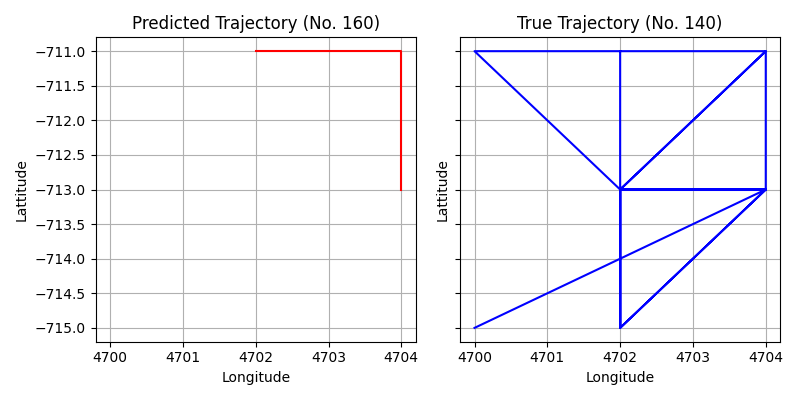 Predicted Trajectory (No. 160)
−711.0
−711.5
−712.0
−712.5
−713.0
−713.5
−714.0
−714.5
−715.0
Lattitude
4700 4701 4702 4703 4704
Longitude
True Trajectory (No. 140)
Lattitude
4700 4701 4702 4703 4704
Longitude